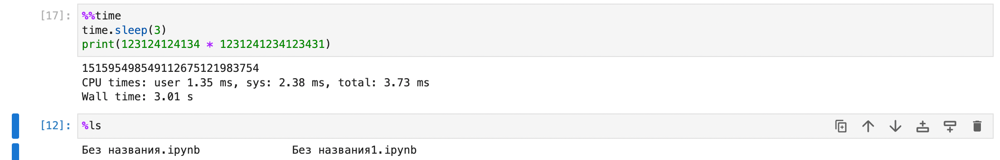 [17]: %%time
time.sleep(3)
print(123124124134 * 1231241234123431)
151595498549112675121983754
CPU times: user 1.35 ms, sys: 2.38 ms, total: 3.73 ms
Wall time: 3.01 s
[12]: %ls
Без названия.ipynb Без названия1.ipynb